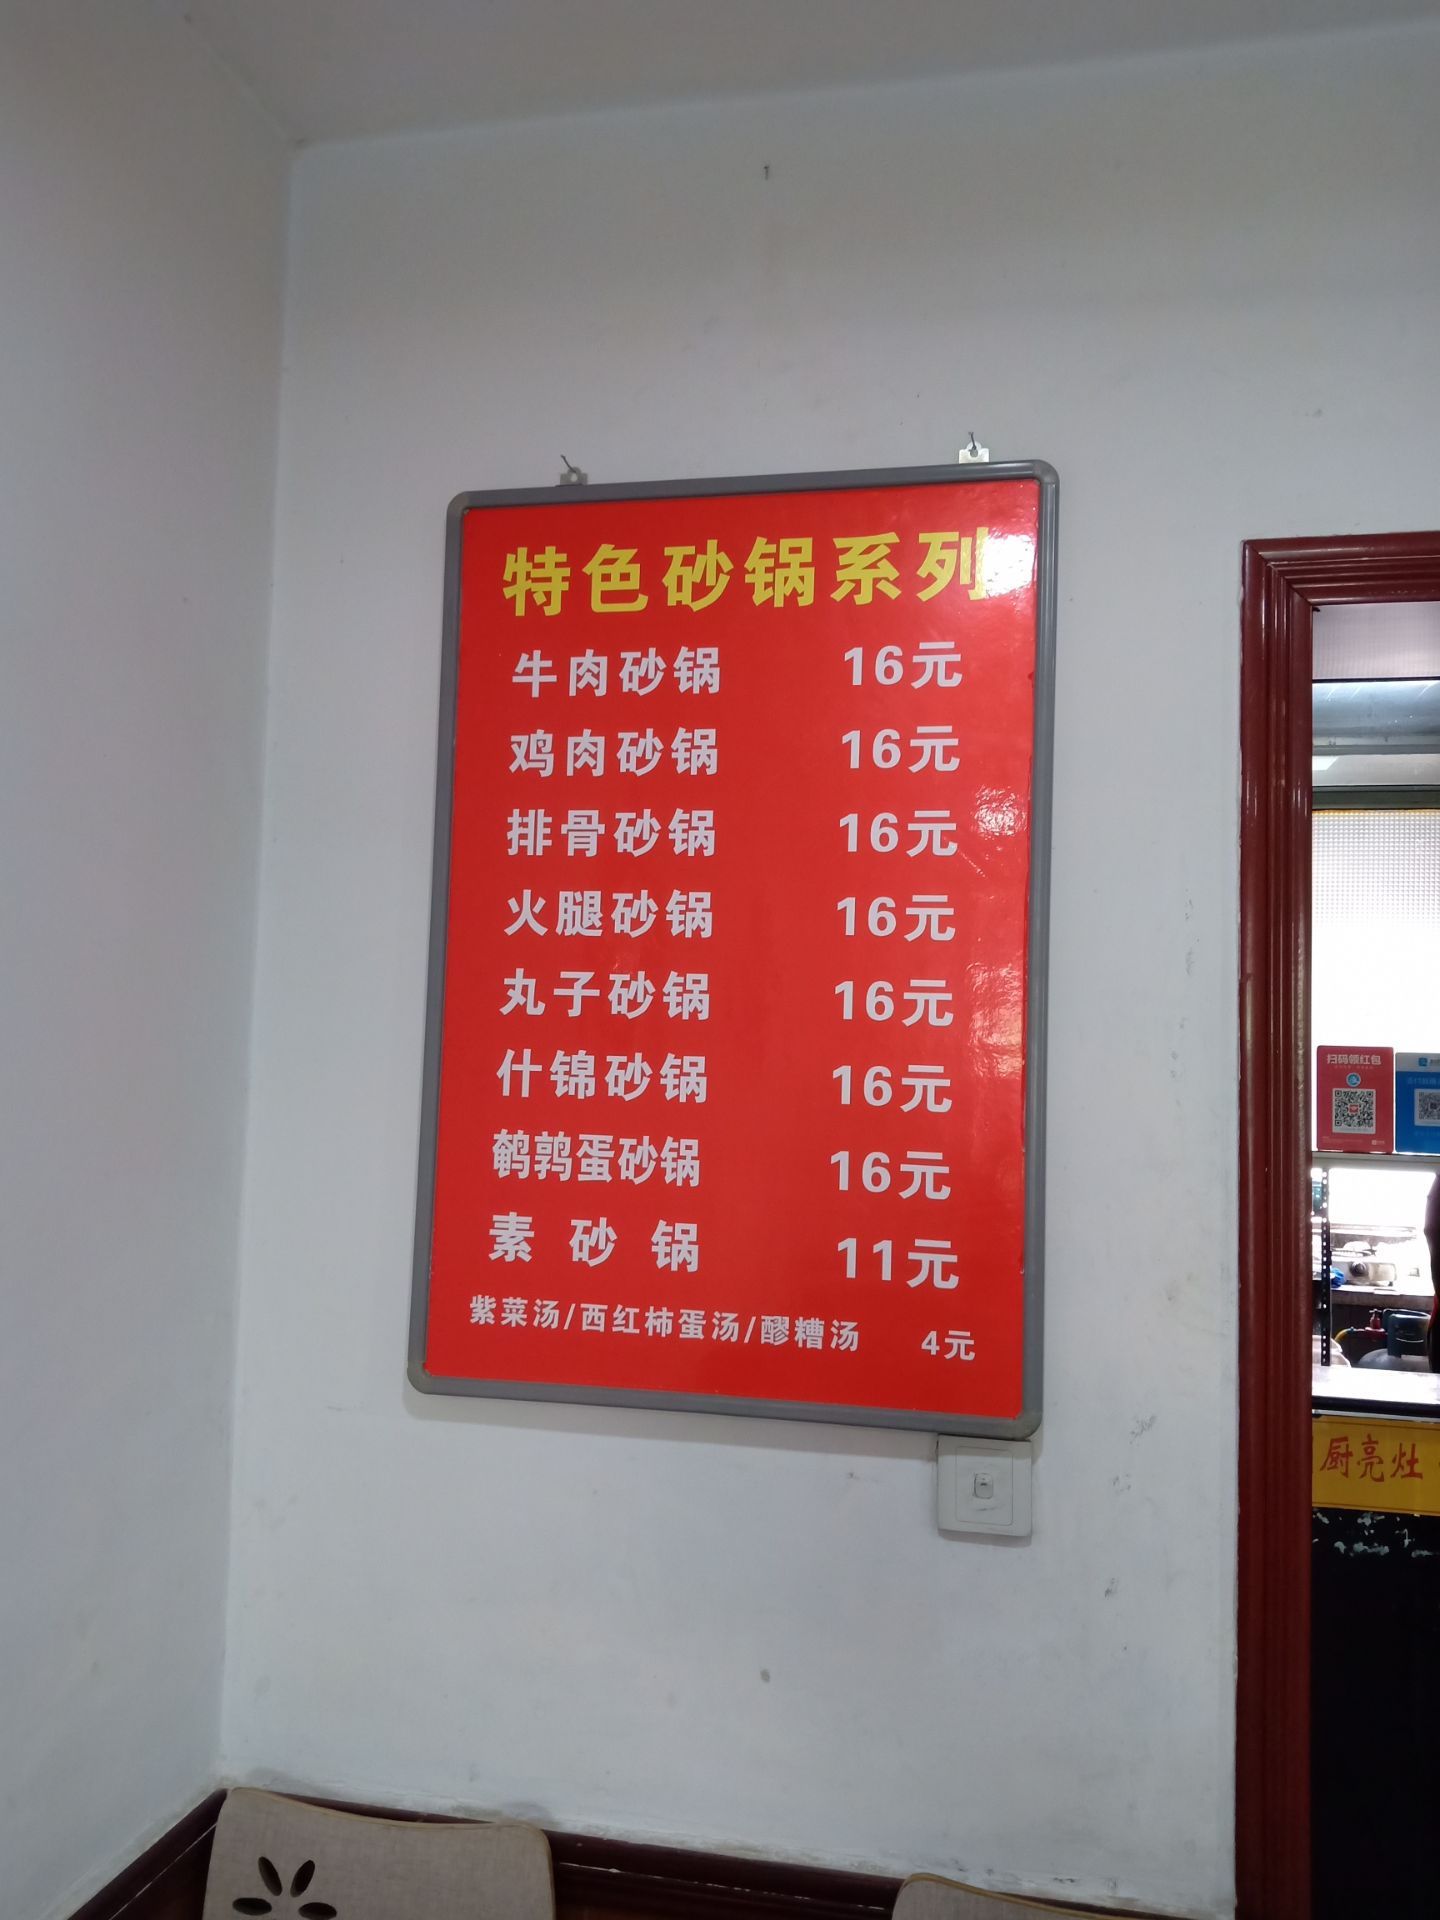 特色砂锅系列
牛肉砂锅 16元
鸡肉砂锅 16元
排骨砂锅 16元
火腿砂锅 16元
丸子砂锅 16元
什锦砂锅 16元
鹌鹑蛋砂锅 16元
素砂锅 11元
紫菜汤/西红柿蛋汤/醪糟汤 4元
扫码领红包
厨亮灶